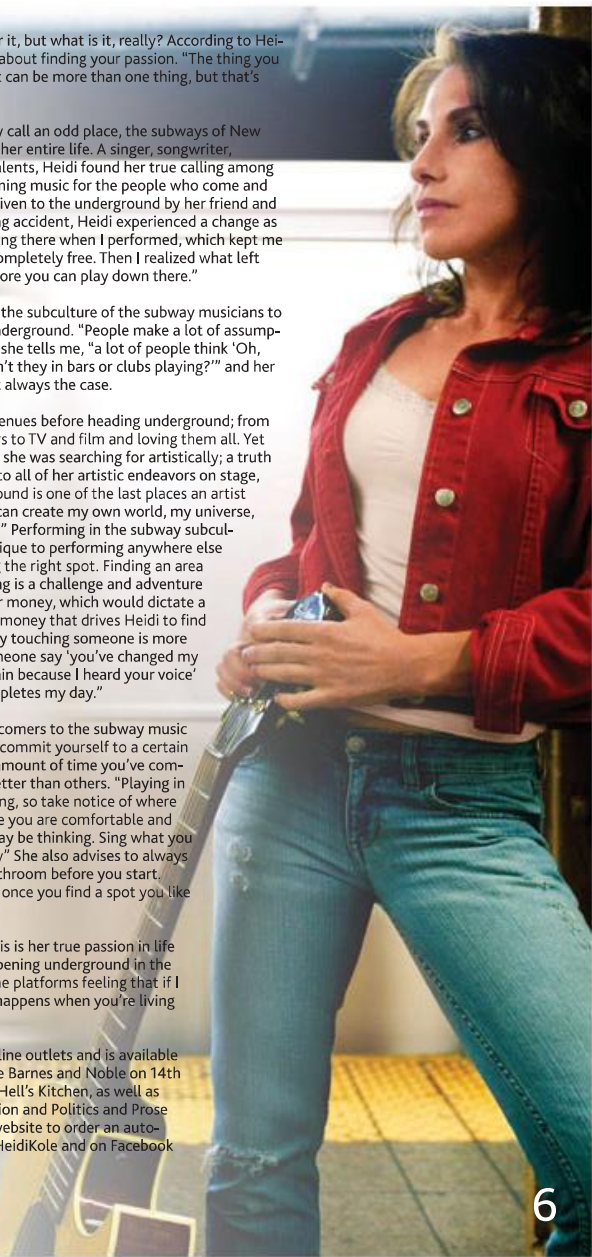 r it, but what is it, really? According to Hei-
about finding your passion. “The thing you
t can be more than one thing, but that’s
y call an odd place, the subways of New
her entire life. A singer, songwriter,
alents, Heidi found her true calling among
ming music for the people who come and
iven to the underground by her friend and
ng accident, Heidi experienced a change as
ing there when I performed, which kept me
ompletely free. Then I realized what left
ore you can play down there.”
the subculture of the subway musicians to
nderground. “People make a lot of assump-
she tells me, “a lot of people think ‘Oh,
n’t they in bars or clubs playing?’” and her
t always the case.
enues before heading underground; from
rs to TV and film and loving them all. Yet
she was searching for artistically; a truth
to all of her artistic endeavors on stage,
ound is one of the last places an artist
can create my own world, my universe,
” Performing in the subway subcul-
nique to performing anywhere else
g the right spot. Finding an area
ng is a challenge and adventure
r money, which would dictate a
money that drives Heidi to find
y touching someone is more
meone say ‘you’ve changed my
ain because I heard your voice’
pletes my day.”
comers to the subway music
commit yourself to a certain
amount of time you’ve com-
etter than others. “Playing in
ng, so take notice of where
e you are comfortable and
ay be thinking. Sing what you
y” She also advises to always
throom before you start.
once you find a spot you like
is is her true passion in life
pening underground in the
ne platforms feeling that if I
happens when you’re living
line outlets and is available
e Barnes and Noble on 14th
Hell’s Kitchen, as well as
ion and Politics and Prose
website to order an auto-
HeidiKole and on Facebook
6